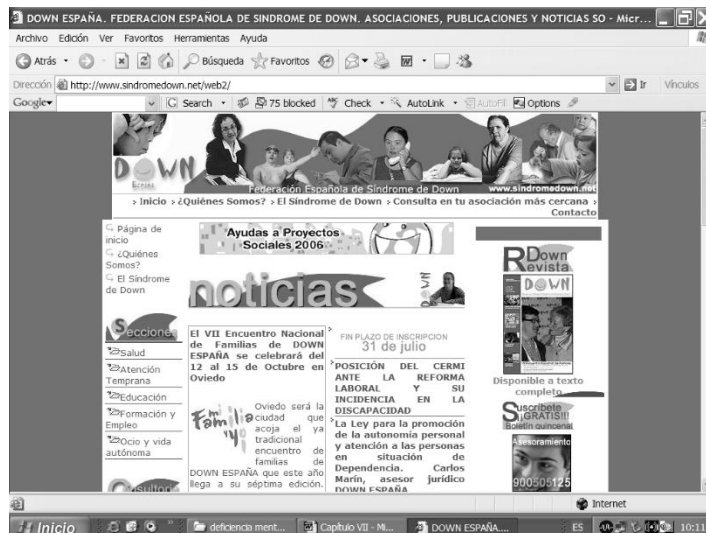 DOWN ESPAÑA. FEDERACION ESPAÑOLA DE SINDROME DE DOWN. ASOCIACIONES, PUBLICACIONES Y NOTICIAS SO - Micr...
Archivo Edición Ver Favoritos Herramientas Ayuda
Atrás Búsqueda Favoritos
Dirección http://www.sindromedown.net/web2/ Ir Vínculos
Google Search 75 blocked Check AutoLink AutoFill Options
DOWN
España
Federación Española de Síndrome de Down www.sindromedown.net
› Inicio › ¿Quiénes Somos? › El Síndrome de Down › Consulta en tu asociación más cercana ›
Contacto
Página de
inicio
¿Quiénes
Somos?
El Síndrome
de Down
Secciones
Salud
Atención
Temprana
Educación
Formación y
Empleo
Ocio y vida
autónoma
Consultoría
Ayudas a Proyectos
Sociales 2006
noticias
DOWN
El VII Encuentro Nacional
de Familias de DOWN
ESPAÑA se celebrará del
12 al 15 de Octubre en
Oviedo
mi
Familia
y yo
Oviedo será la
ciudad que
acoja el ya
tradicional
encuentro de
familias de
DOWN ESPAÑA que este año
llega a su séptima edición.
FIN PLAZO DE INSCRIPCION
31 de julio
POSICIÓN DEL CERMI
ANTE LA REFORMA
LABORAL Y SU
INCIDENCIA EN LA
DISCAPACIDAD
La Ley para la promoción
de la autonomía personal
y atención a las personas
en situación de
Dependencia. Carlos
Marín, asesor jurídico
DOWN ESPAÑA
Down
Revista
DOWN
Disponible a texto
completo
Suscríbete
¡GRATIS!!
Boletín quincenal
Asesoramiento
900505125
Internet
Inicio deficiencia ment... Capítulo VII - M... DOWN ESPAÑA.... ES 10:11